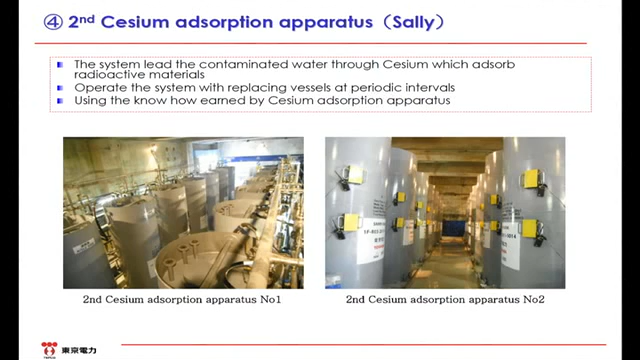 ④ 2nd Cesium adsorption apparatus（Sally）
The system lead the contaminated water through Cesium which adsorb
radioactive materials
Operate the system with replacing vessels at periodic intervals
Using the know how earned by Cesium adsorption apparatus
2nd Cesium adsorption apparatus No1
2nd Cesium adsorption apparatus No2
東京電力